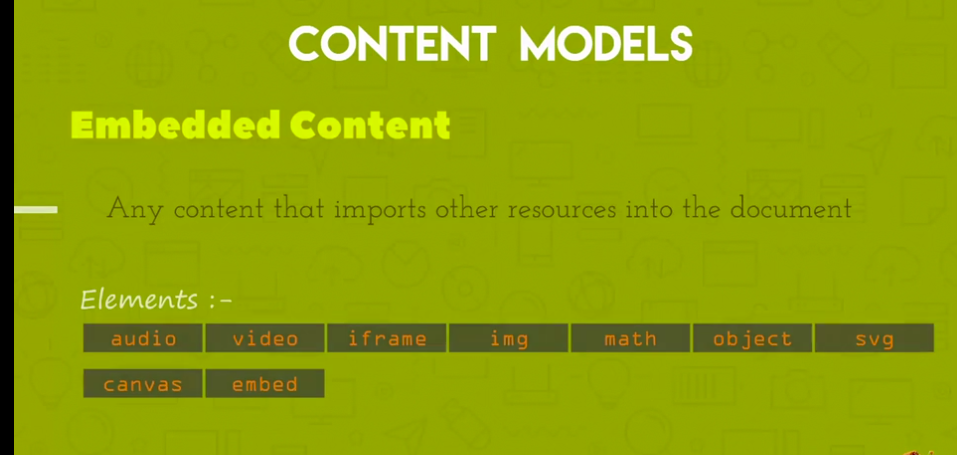 CONTENT MODELS
Embedded Content
Any content that imports other resources into the document
Elements :-
audio video iframe img math object svg
canvas embed